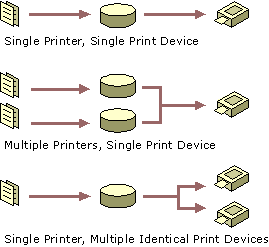 Single Printer, Single Print Device
Multiple Printers, Single Print Device
Single Printer, Multiple Identical Print Devices